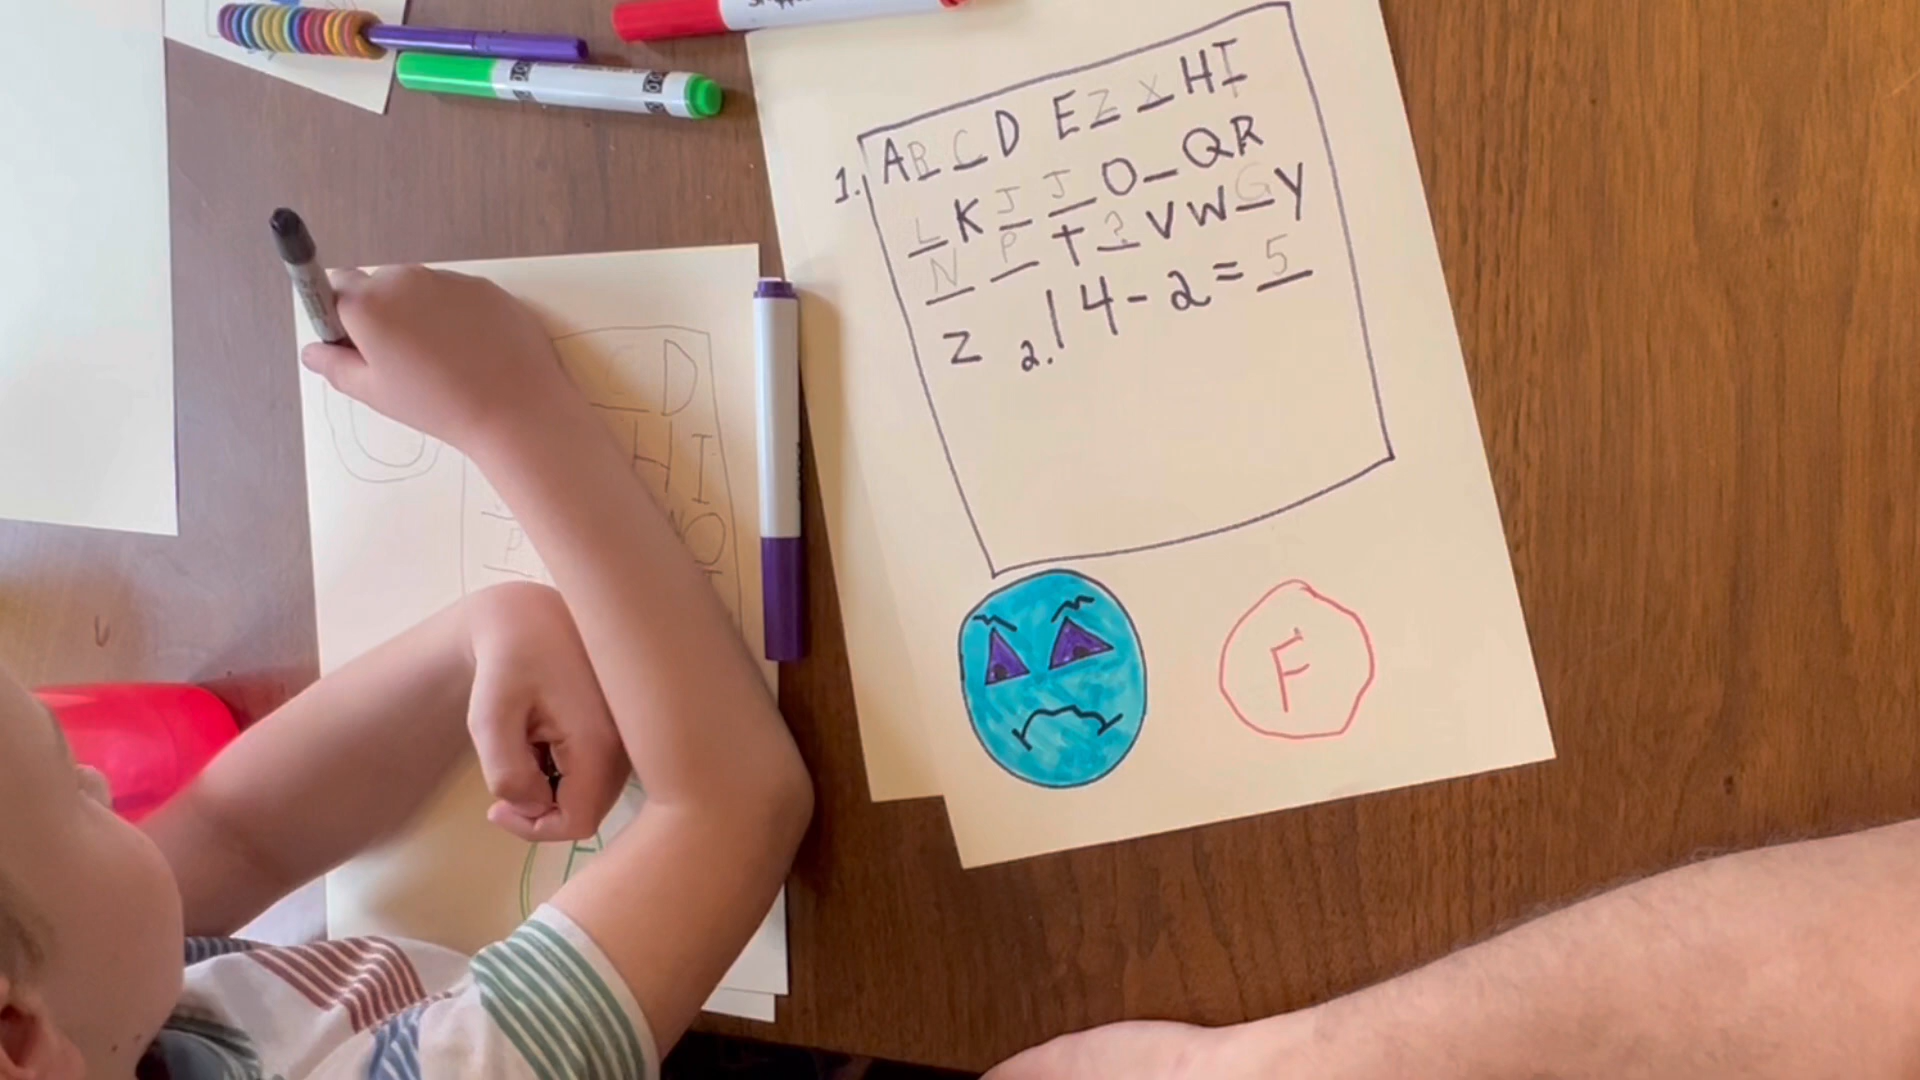 1. A B C D E Z X H I
L K J J O _ Q R
N P T ? V W G Y
Z 2. 14 - 2 = 5
F
C D
H I
N O
P